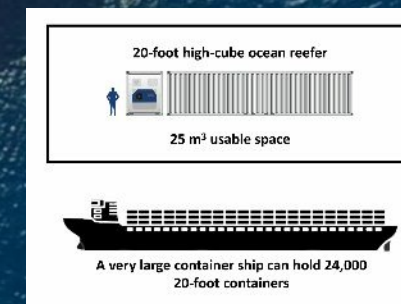 20-foot high-cube ocean reefer
25 m³ usable space
A very large container ship can hold 24,000
20-foot containers